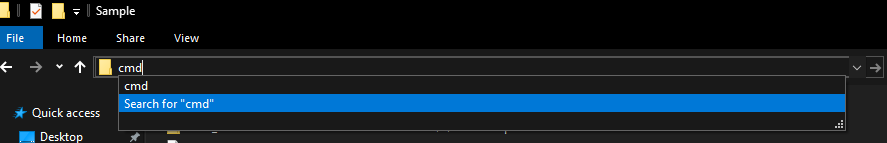 Sample
File Home Share View
cmd
cmd
Search for "cmd"
Quick access
Desktop